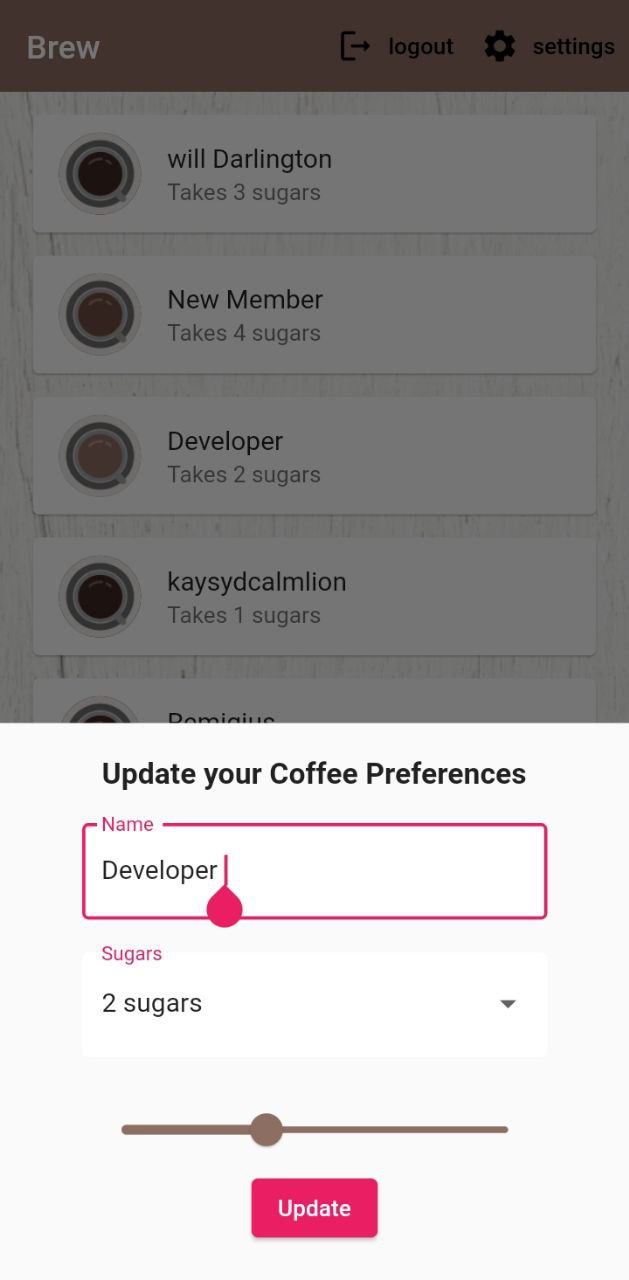 Brew
logout
settings
will Darlington
Takes 3 sugars
New Member
Takes 4 sugars
Developer
Takes 2 sugars
kaysydcalmlion
Takes 1 sugars
Remigius
Update your Coffee Preferences
Name
Developer
Sugars
2 sugars
Update